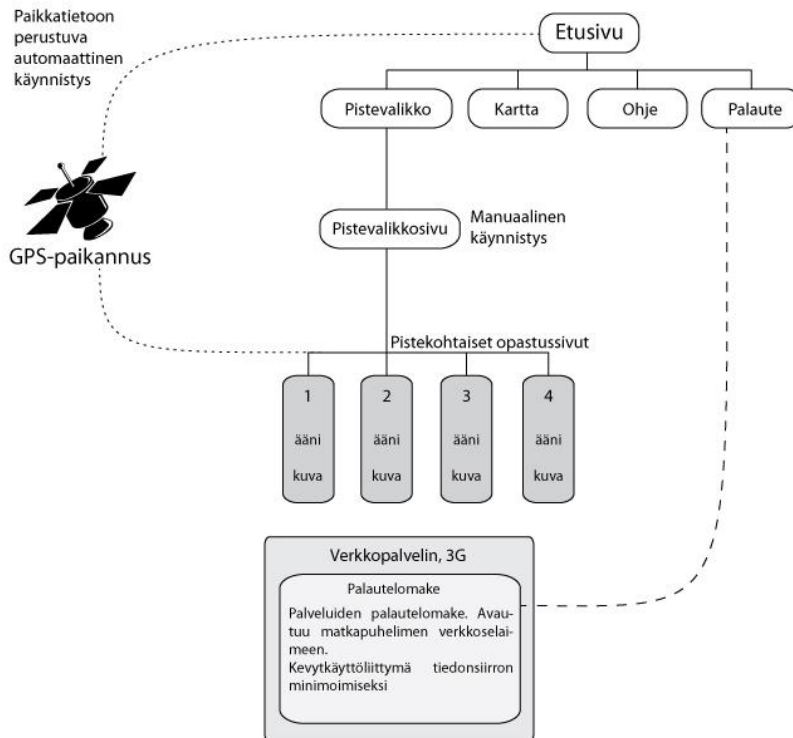 Paikkatietoon
perustuva
automaattinen
käynnistys
Etusivu
Pistevalikko
Kartta
Ohje
Palaute
GPS-paikannus
Pistevalikkosivu
Manuaalinen
käynnistys
Pistekohtaiset opastussivut
1
ääni
kuva
2
ääni
kuva
3
ääni
kuva
4
ääni
kuva
Verkkopalvelin, 3G
Palautelomake
Palveluiden palautelomake. Avau-
tuu matkapuhelimen verkkoselai-
meen.
Kevytkäyttöliittymä tiedonsiirron
minimoimiseksi